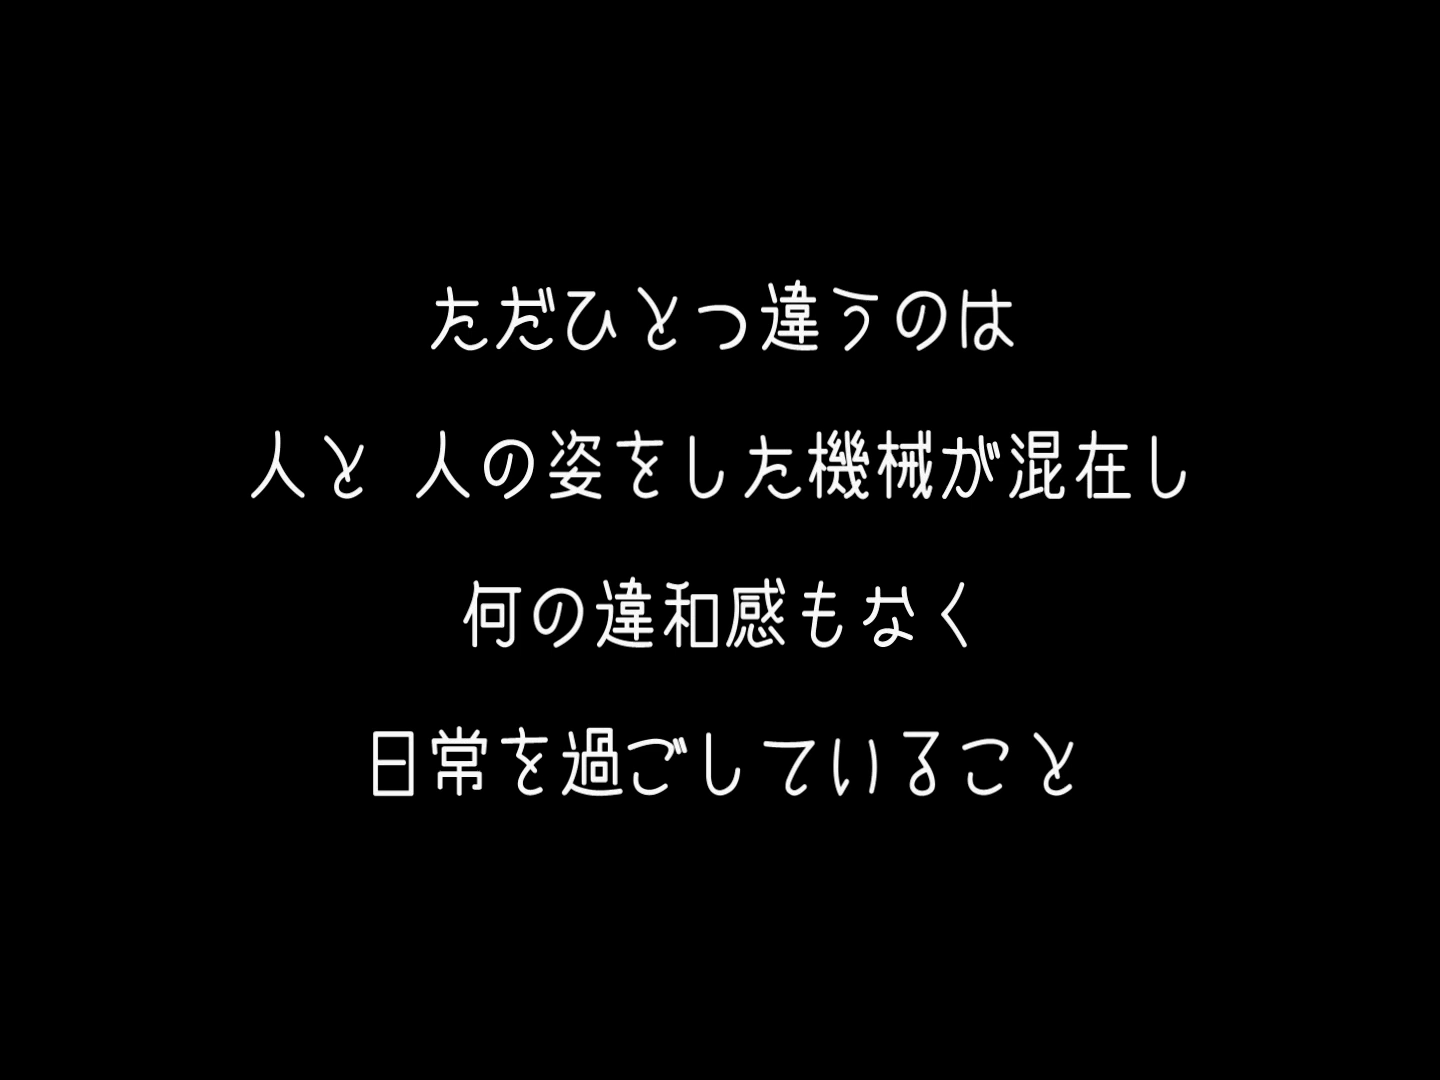 ただひとつ違うのは
人と 人の姿をした機械が混在し
何の違和感もなく
日常を過ごしていること